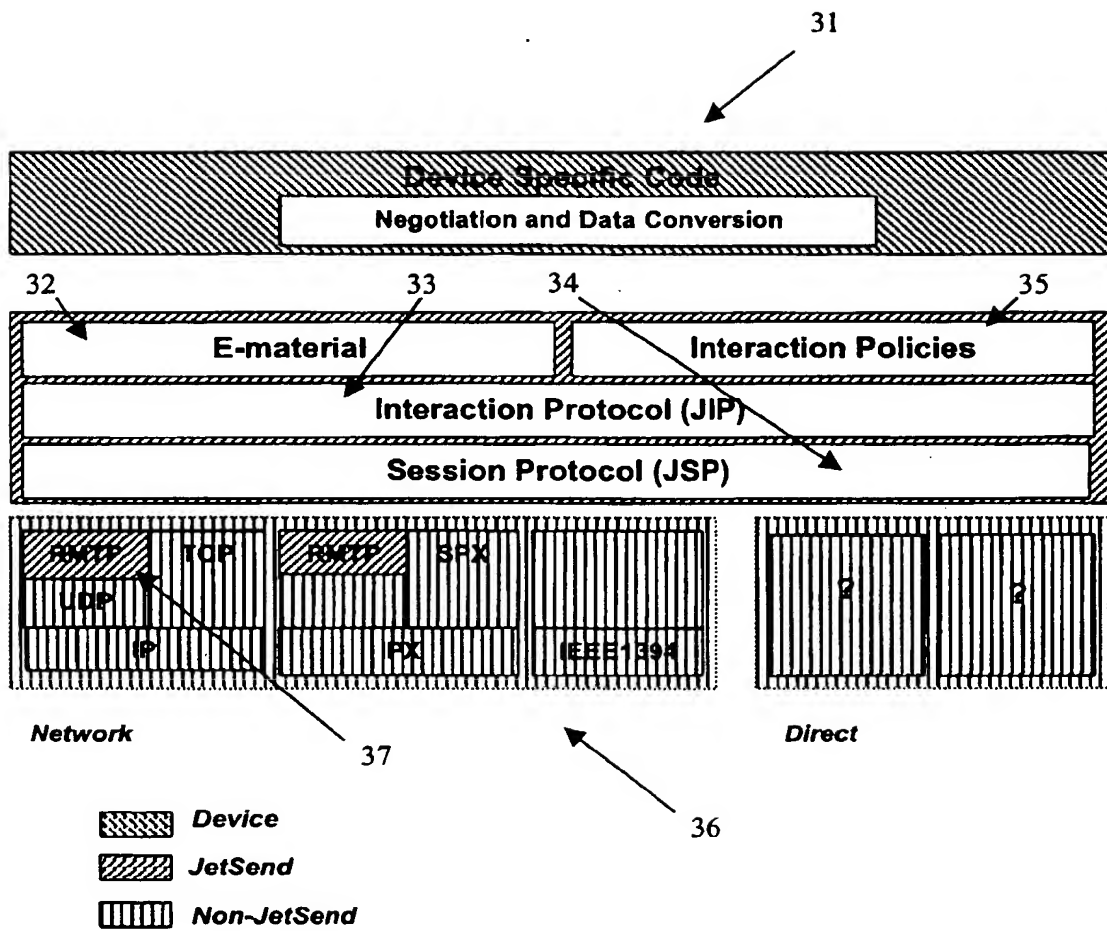 31
Device Specific Code
Negotiation and Data Conversion
32 33 34 35
E-material Interaction Policies
Interaction Protocol (JIP)
Session Protocol (JSP)
RMTP TCP RMTP SPX
UDP ? ?
IP IPX IEEE1394
Network 37 Direct
36
Device
JetSend
Non-JetSend